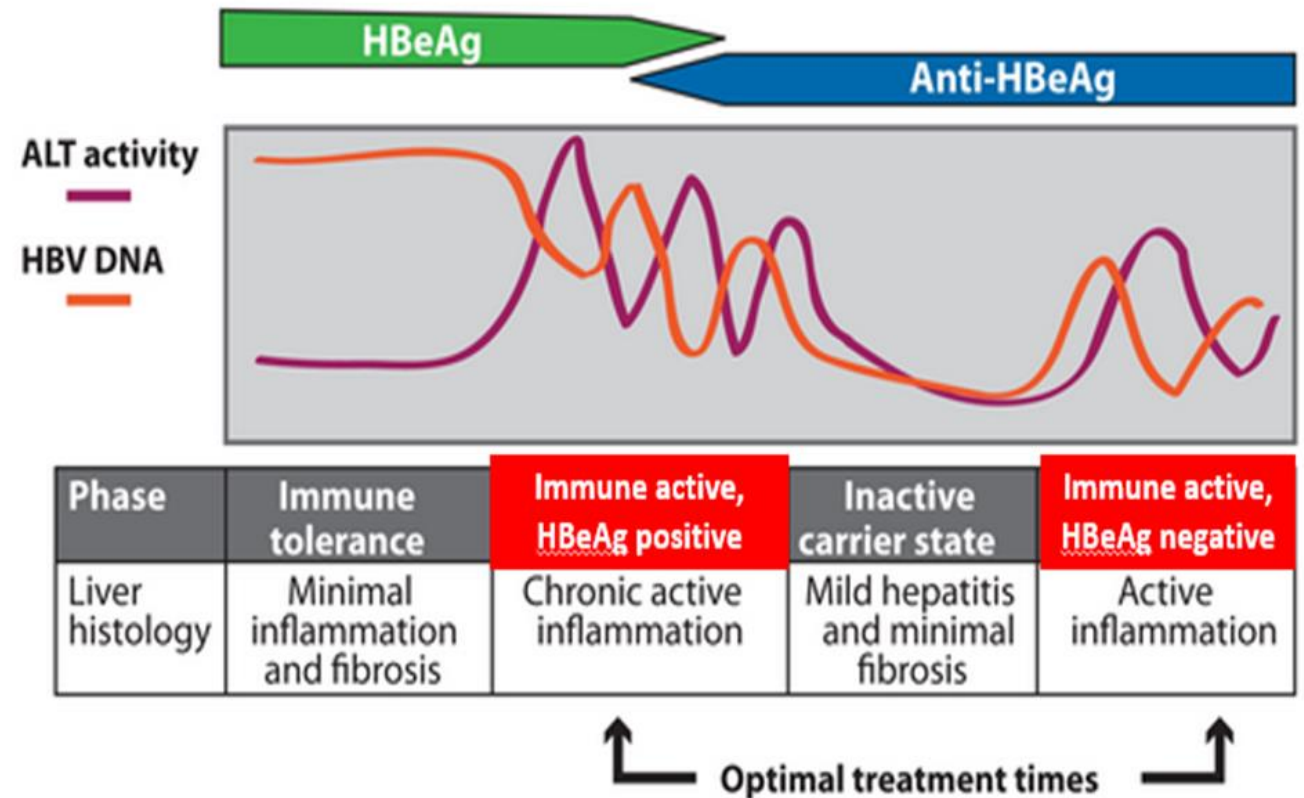 HBeAg
Anti-HBeAg
ALT activity
HBV DNA
Phase
Immune
tolerance
Immune active,
HBeAg positive
Inactive
carrier state
Immune active,
HBeAg negative
Liver
histology
Minimal
inflammation
and fibrosis
Chronic active
inflammation
Mild hepatitis
and minimal
fibrosis
Active
inflammation
Optimal treatment times